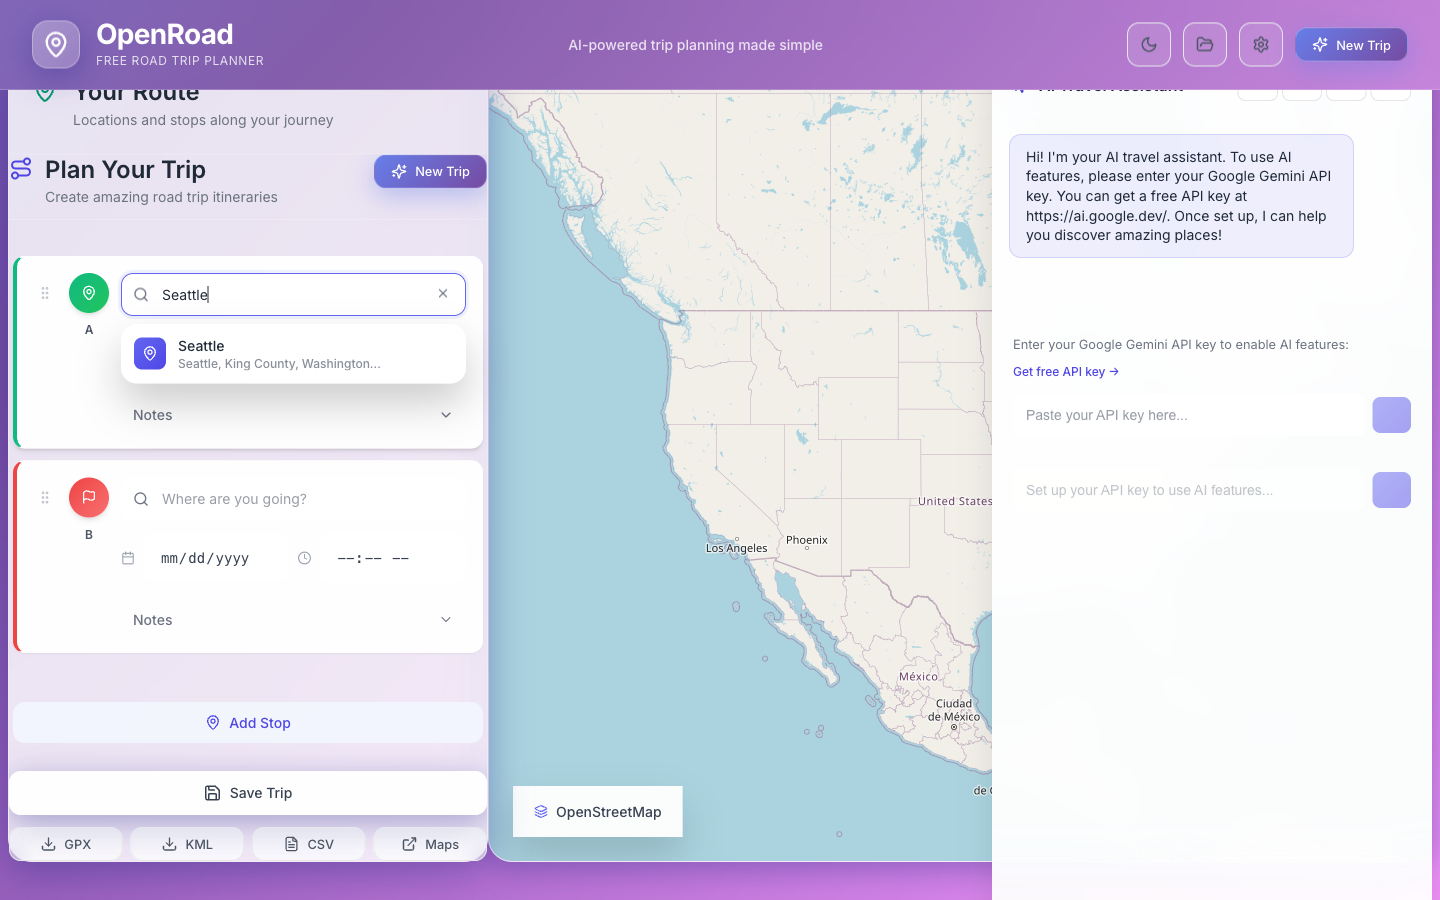 OpenRoad
FREE ROAD TRIP PLANNER
AI-powered trip planning made simple
New Trip
Your Route
Locations and stops along your journey
Plan Your Trip
Create amazing road trip itineraries
New Trip
Seattle
A
Seattle
Seattle, King County, Washington...
Notes
Where are you going?
B
mm/dd/yyyy
--:-- --
Notes
Add Stop
Save Trip
GPX
KML
CSV
Maps
United States
Los Angeles
Phoenix
México
Ciudad
de México
OpenStreetMap
AI Travel Assistant
Hi! I'm your AI travel assistant. To use AI
features, please enter your Google Gemini API
key. You can get a free API key at
https://ai.google.dev/. Once set up, I can help
you discover amazing places!
Enter your Google Gemini API key to enable AI features:
Get free API key →
Paste your API key here...
Set up your API key to use AI features...